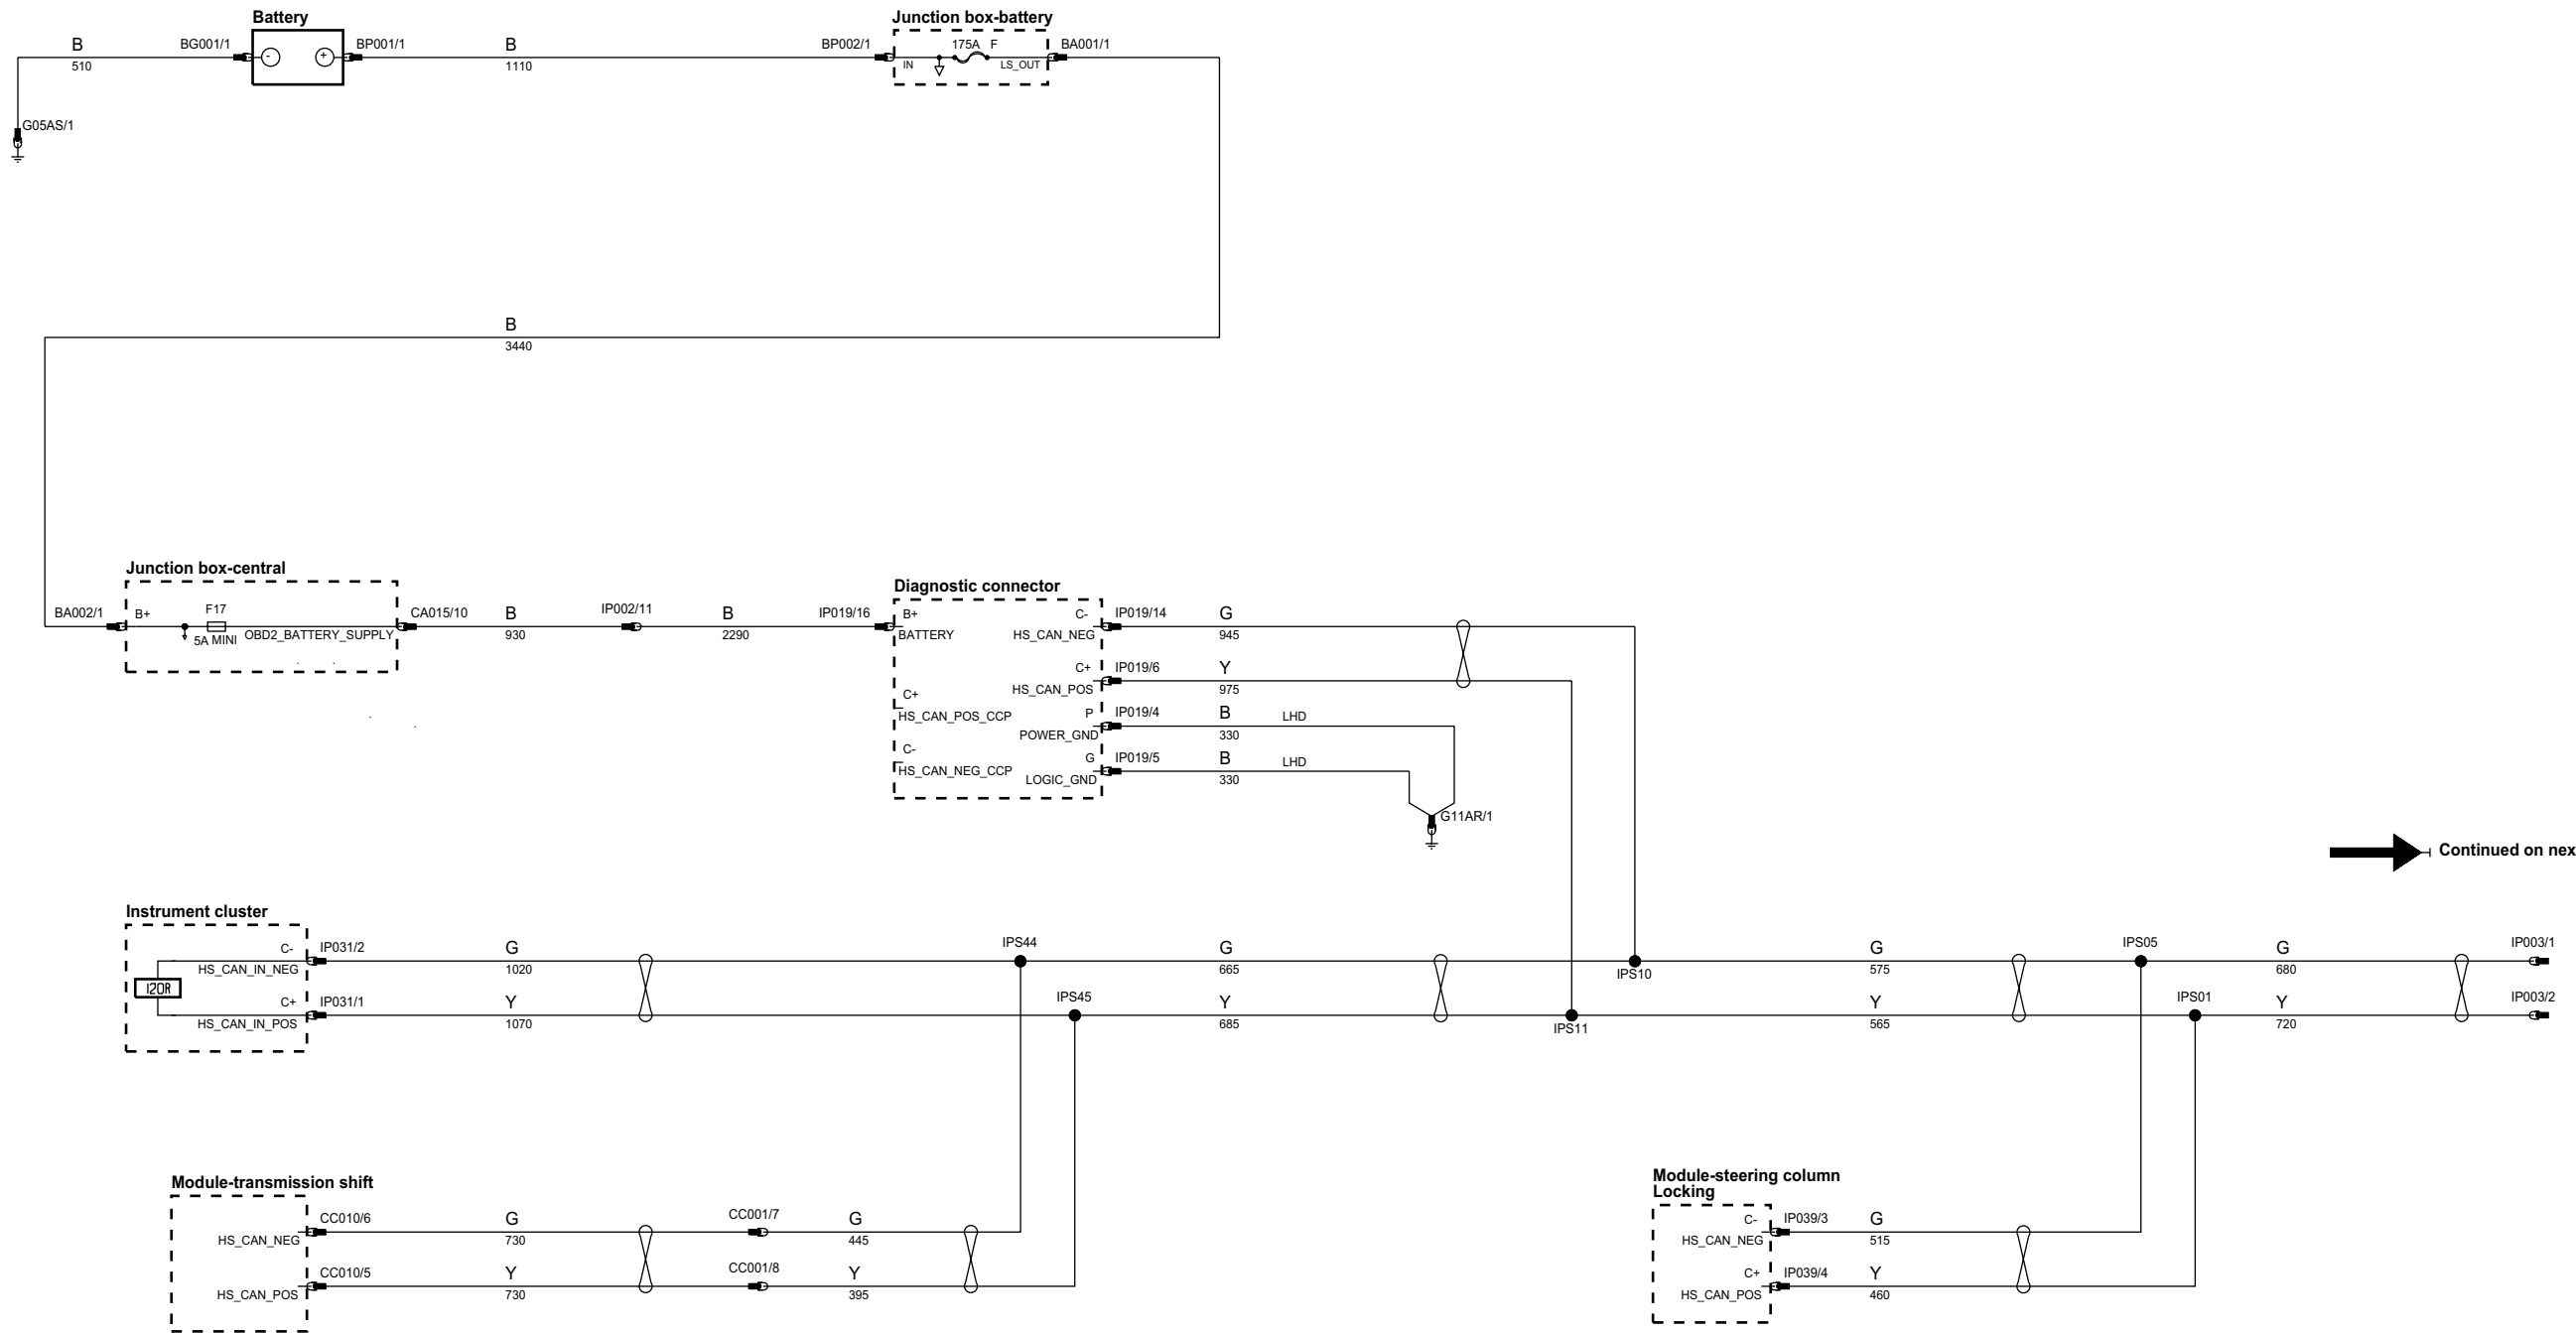 Battery
Junction box-battery
B
BG001/1
-
+
BP001/1
B
BP002/1
175A F
BA001/1
510
1110
IN
LS_OUT
G05AS/1
B
3440
Junction box-central
Diagnostic connector
BA002/1
B+
F17
CA015/10
B
IP002/11
B
IP019/16
B+
C-
IP019/14
G
5A MINI
OBD2_BATTERY_SUPPLY
930
2290
BATTERY
HS_CAN_NEG
945
C+
IP019/6
Y
C+
HS_CAN_POS
975
HS_CAN_POS_CCP
P
IP019/4
B
LHD
POWER_GND
330
C-
HS_CAN_NEG_CCP
G
IP019/5
B
LHD
LOGIC_GND
330
G11AR/1
Continued on nex
Instrument cluster
C-
IP031/2
G
IPS44
G
G
IPS05
G
IP003/1
HS_CAN_IN_NEG
1020
665
IPS10
575
680
120R
C+
IP031/1
Y
IPS45
Y
Y
IPS01
Y
IP003/2
HS_CAN_IN_POS
1070
685
IPS11
565
720
Module-transmission shift
Module-steering column
Locking
CC010/6
G
CC001/7
G
C-
IP039/3
G
HS_CAN_NEG
730
445
HS_CAN_NEG
515
CC010/5
Y
CC001/8
Y
C+
IP039/4
Y
HS_CAN_POS
730
395
HS_CAN_POS
460